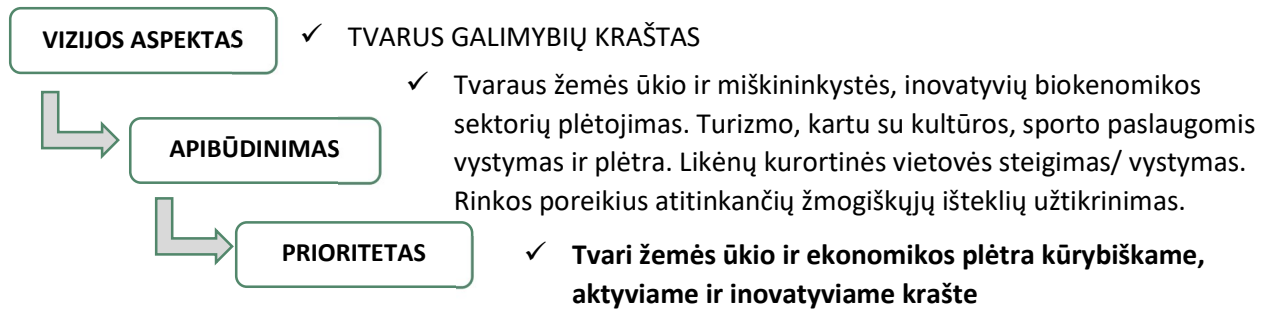 VIZIJOS ASPEKTAS ✓ TVARUS GALIMYBIŲ KRAŠTAS
✓ Tvaraus žemės ūkio ir miškininkystės, inovatyvių biokenomikos
sektorių plėtojimas. Turizmo, kartu su kultūros, sporto paslaugomis
APIBŪDINIMAS
vystymas ir plėtra. Likėnų kurortinės vietovės steigimas/ vystymas.
Rinkos poreikius atitinkančių žmogiškųjų išteklių užtikrinimas.
PRIORITETAS ✓ Tvari žemės ūkio ir ekonomikos plėtra kūrybiškame,
aktyviame ir inovatyviame krašte